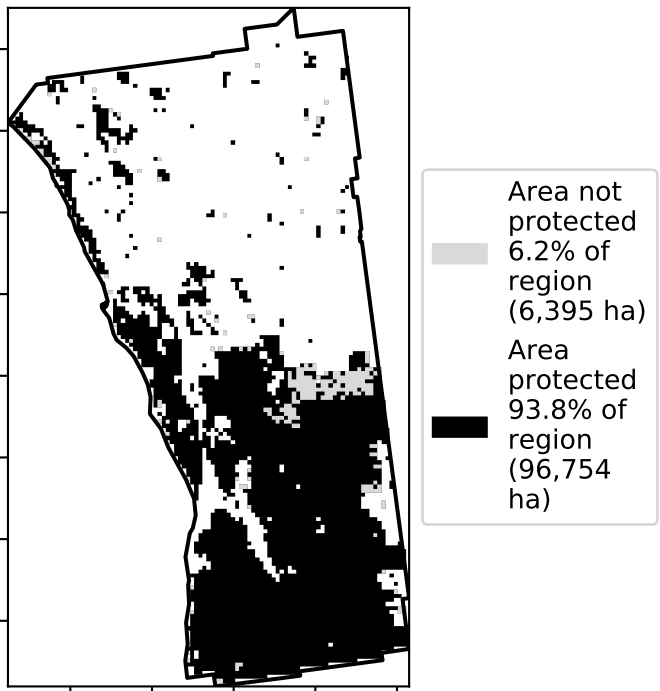 Area not
protected
6.2% of
region
(6,395 ha)
Area
protected
93.8% of
region
(96,754
ha)